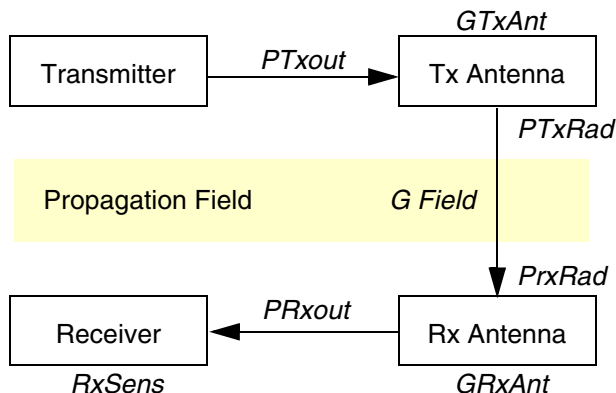 GTxAnt
Transmitter
PTxout
Tx Antenna
PTxRad
Propagation Field
G Field
PrxRad
Receiver
PRxout
Rx Antenna
RxSens
GRxAnt